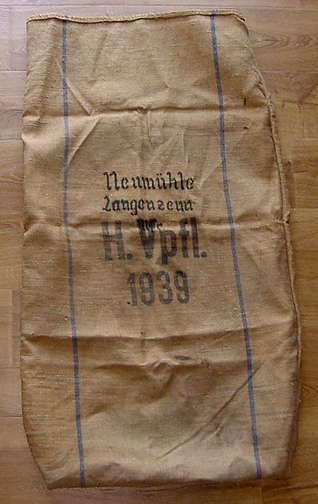 Neumühle
Langenzenn
H. Vpfl.
1939